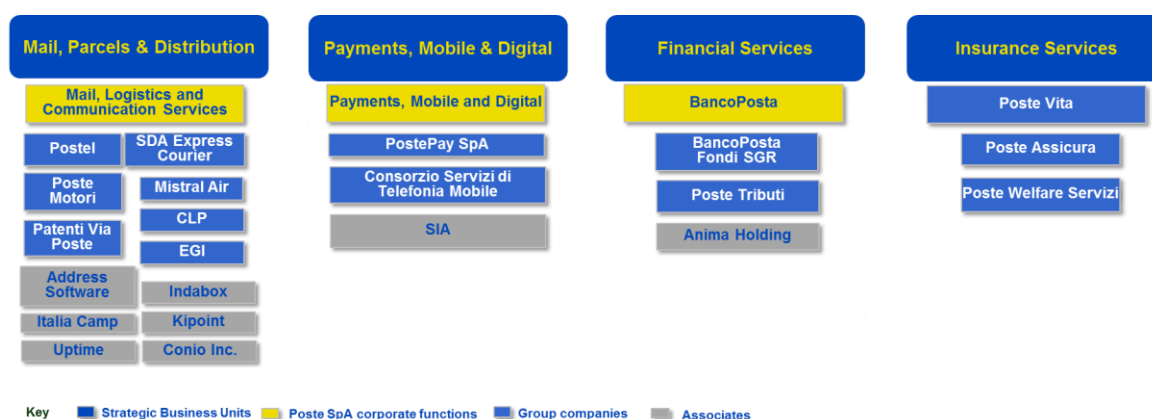 Mail, Parcels & Distribution
Mail, Logistics and
Communication Services
Postel
SDA Express
Courier
Poste
Motori
Mistral Air
Patenti Via
Poste
CLP
EGI
Address
Software
Indabox
Italia Camp
Kipoint
Uptime
Conio Inc.
Payments, Mobile & Digital
Payments, Mobile and Digital
PostePay SpA
Consorzio Servizi di
Telefonia Mobile
SIA
Financial Services
BancoPosta
BancoPosta
Fondi SGR
Poste Tributi
Anima Holding
Insurance Services
Poste Vita
Poste Assicura
Poste Welfare Servizi
Key Strategic Business Units Poste SpA corporate functions Group companies Associates